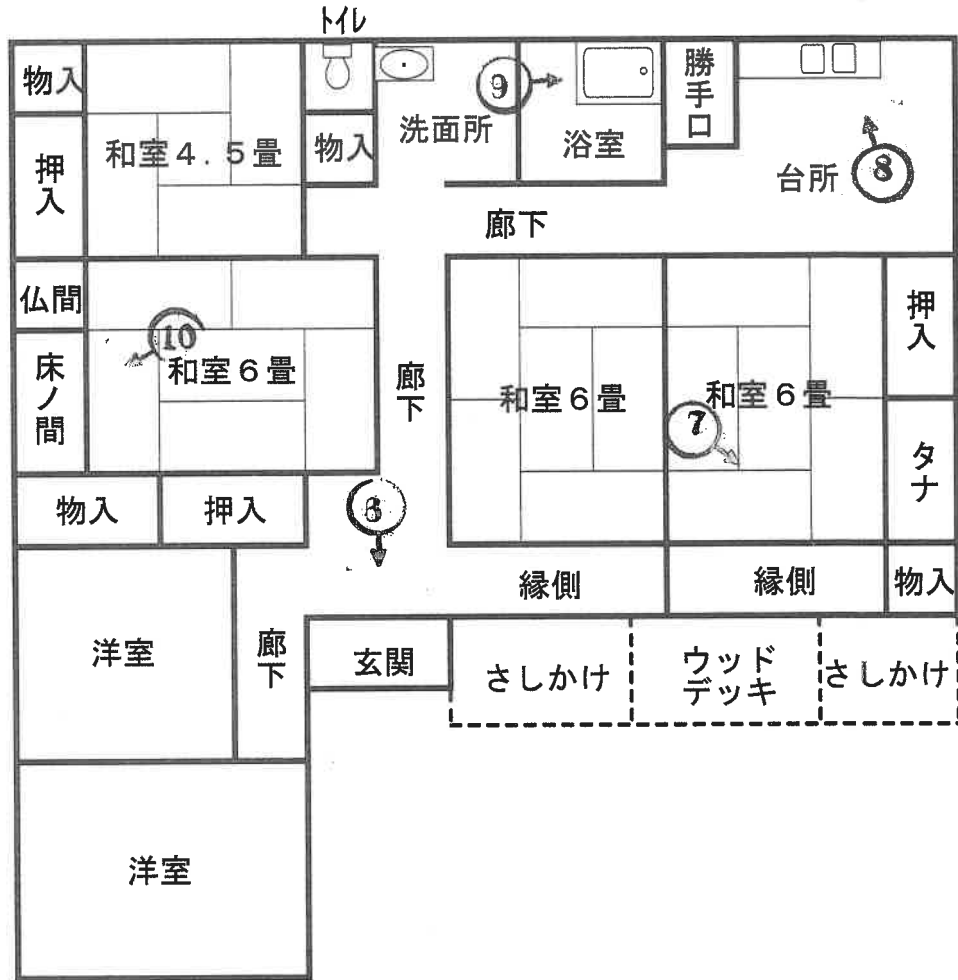 トイレ
物入
和室4.5畳
押入
物入
洗面所
⑨
浴室
勝手口
台所
⑧
廊下
仏間
床ノ間
⑩
和室6畳
廊下
和室6畳
和室6畳
⑦
押入
タナ
物入
押入
⑥
縁側
縁側
物入
洋室
廊下
玄関
さしかけ
ウッド
デッキ
さしかけ
洋室